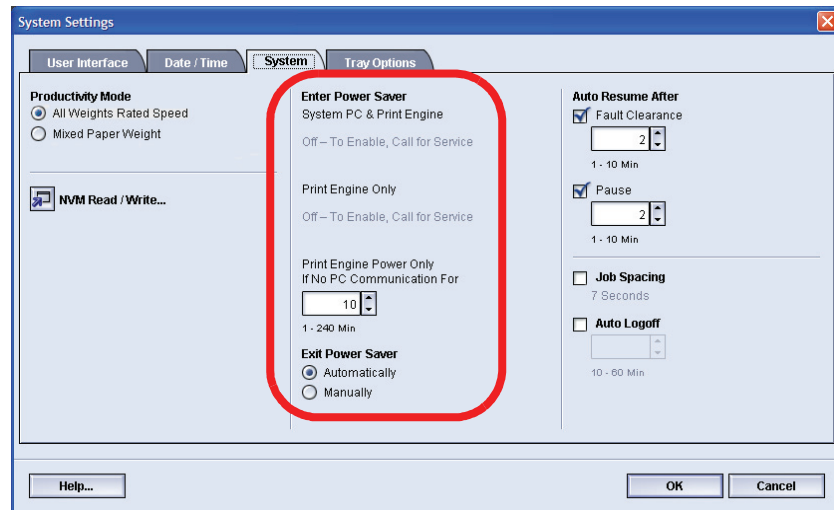 System Settings
User Interface
Date / Time
System
Tray Options
Productivity Mode
All Weights Rated Speed
Mixed Paper Weight
NVM Read / Write...
Enter Power Saver
System PC & Print Engine
Off – To Enable, Call for Service
Print Engine Only
Off – To Enable, Call for Service
Print Engine Power Only
If No PC Communication For
10
1 - 240 Min
Exit Power Saver
Automatically
Manually
Auto Resume After
Fault Clearance
2
1 - 10 Min
Pause
2
1 - 10 Min
Job Spacing
7 Seconds
Auto Logoff
10 - 60 Min
Help...
OK
Cancel